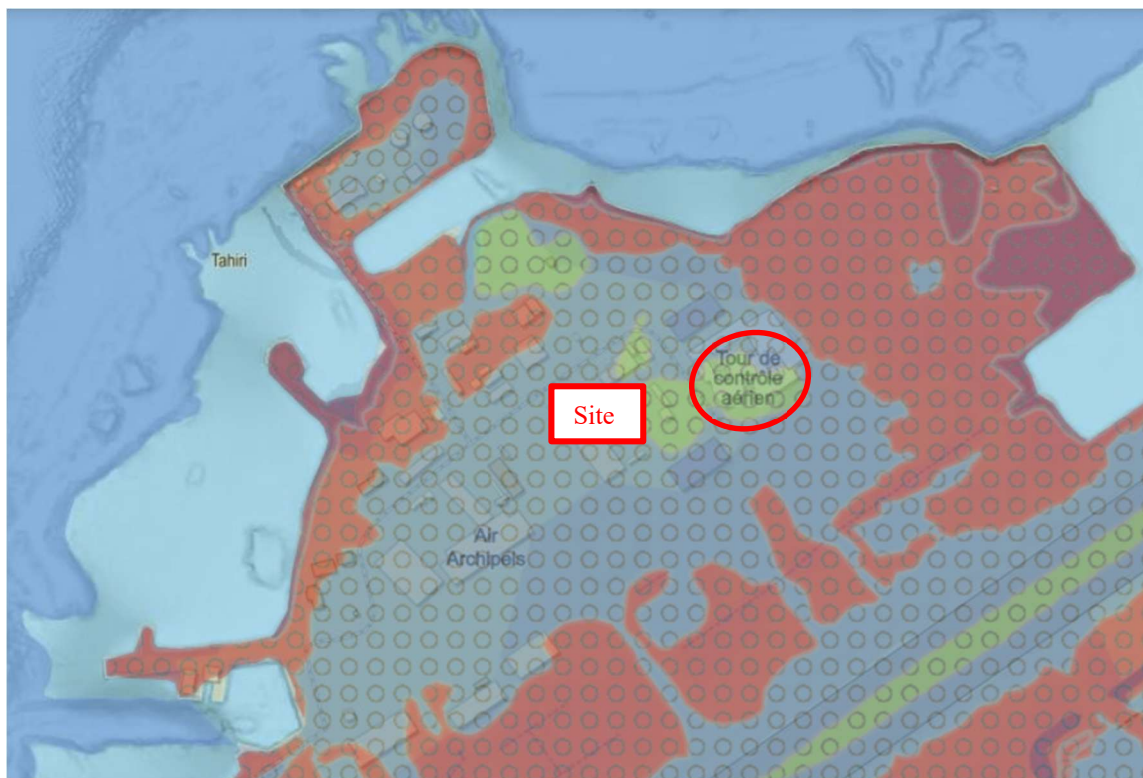 Tahiri
Tour de
contrôle
aérien
Site
Air
Archipels